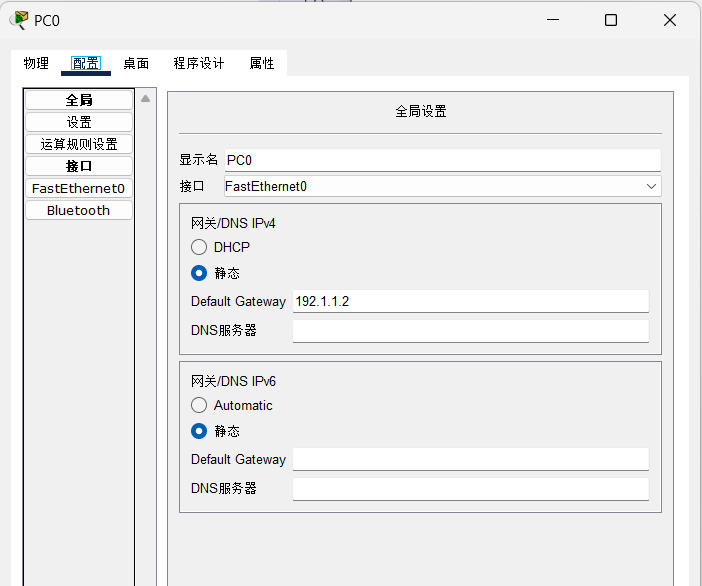 PC0
物理 配置 桌面 程序设计 属性
全局
设置
运算规则设置
接口
FastEthernet0
Bluetooth
全局设置
显示名 PC0
接口 FastEthernet0
网关/DNS IPv4
DHCP
静态
Default Gateway 192.1.1.2
DNS服务器
网关/DNS IPv6
Automatic
静态
Default Gateway
DNS服务器